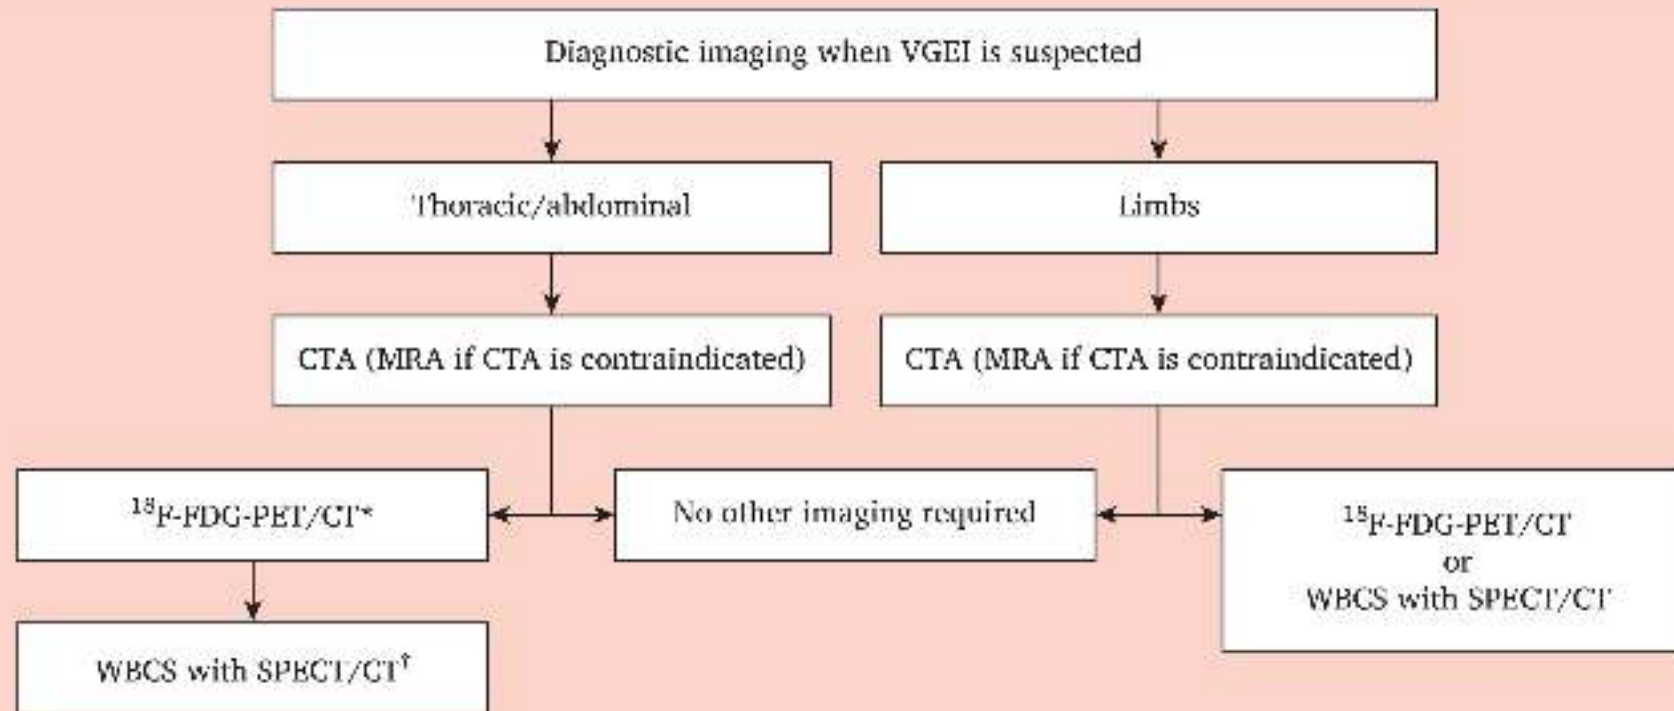 Diagnostic imaging when VGEI is suspected
Thoracic/abdominal
Limbs
CTA (MRA if CTA is contraindicated)
CTA (MRA if CTA is contraindicated)
¹⁸F-FDG-PET/CT*
No other imaging required
¹⁸F-FDG-PET/CT
or
WBCS with SPECT/CT
WBCS with SPECT/CT†